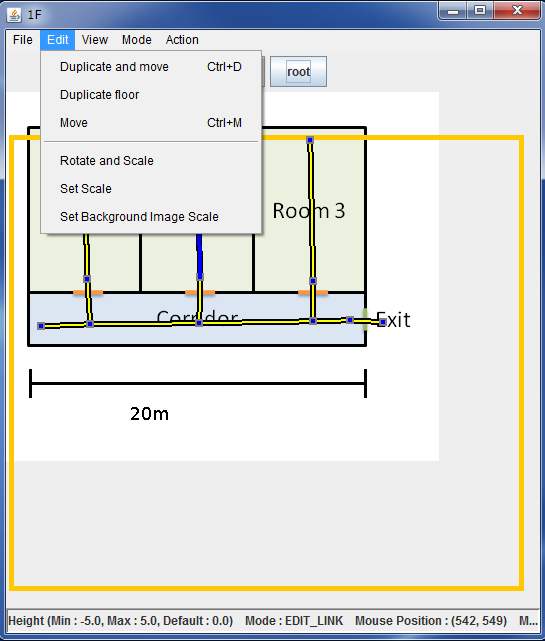 1F
File Edit View Mode Action
root
Duplicate and move Ctrl+D
Duplicate floor
Move Ctrl+M
Rotate and Scale
Set Scale
Set Background Image Scale
Room 3
Corridor
Exit
20m
Height (Min : -5.0, Max : 5.0, Default : 0.0) Mode : EDIT_LINK Mouse Position : (542, 549) M...